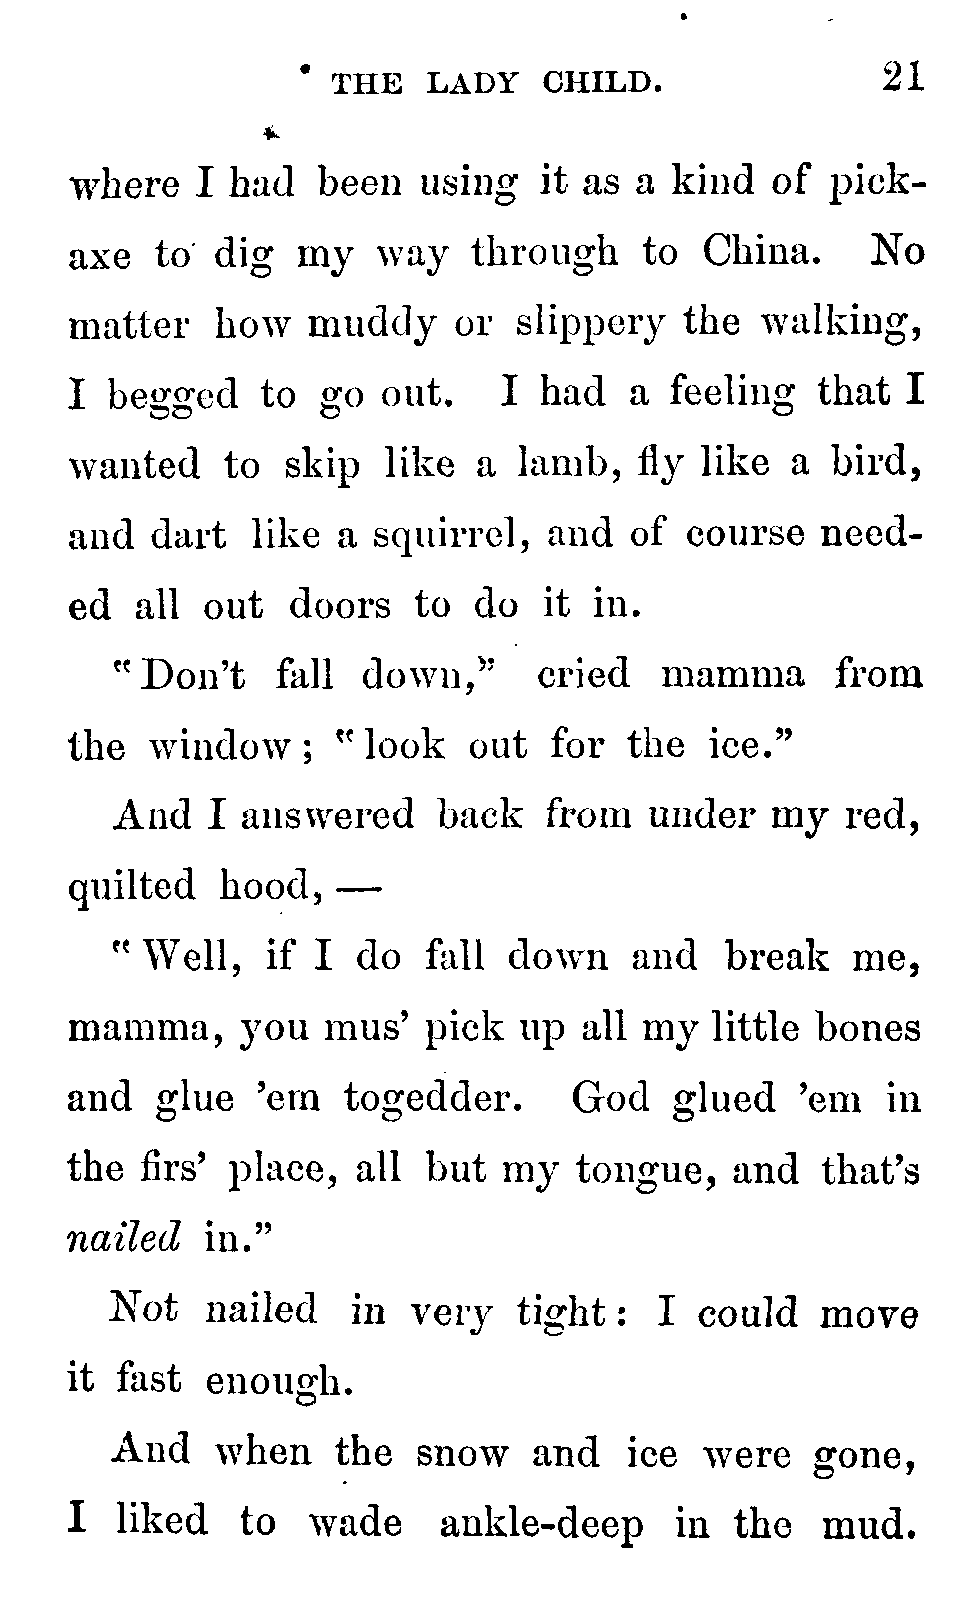 THE LADY CHILD. 21
where I had been using it as a kind of pick-
axe to dig my way through to China. No
matter how muddy or slippery the walking,
I begged to go out. I had a feeling that I
wanted to skip like a lamb, fly like a bird,
and dart like a squirrel, and of course need-
ed all out doors to do it in.
"Don't fall down," cried mamma from
the window; "look out for the ice."
And I answered back from under my red,
quilted hood, —
"Well, if I do fall down and break me,
mamma, you mus' pick up all my little bones
and glue 'em togedder. God glued 'em in
the firs' place, all but my tongue, and that's
nailed in."
Not nailed in very tight: I could move
it fast enough.
And when the snow and ice were gone,
I liked to wade ankle-deep in the mud.